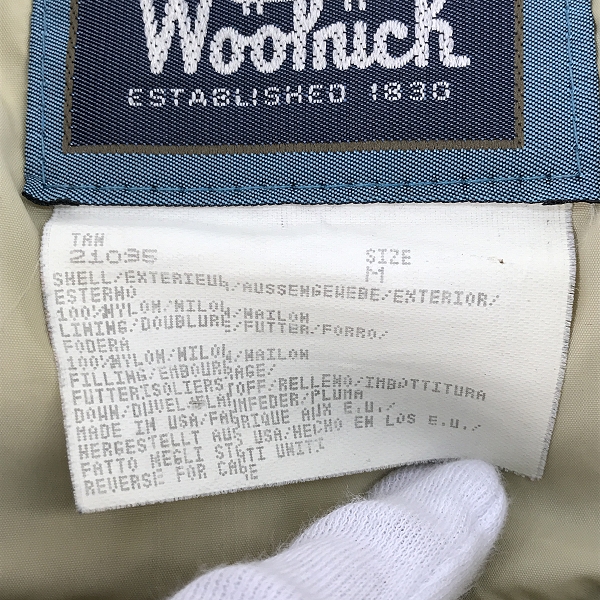 Woolrich
ESTABLISHED 1830
TAN
21035
SIZE
M
SHELL/EXTERIEUR/AUSSENGEWEBE/EXTERIOR/
ESTERNO
100%NYLON/NILON/NAILON
LINING/DOUBLURE/FUTTER/FORRO/
FODERA
100%NYLON/NILON/NAILON
FILLING/EMBOURRAGE/
FUTTERISOLIERSTOFF/RELLENO/IMBOTTITURA
DOWN/DUVET-FLAUMFEDER/PLUMA
MADE IN USA/FABRIQUE AUX E.U./
HERGESTELLT AUS USA/HECHO EN LOS E.U./
FATTO NEGLI STATI UNITI
REVERSE FOR CARE